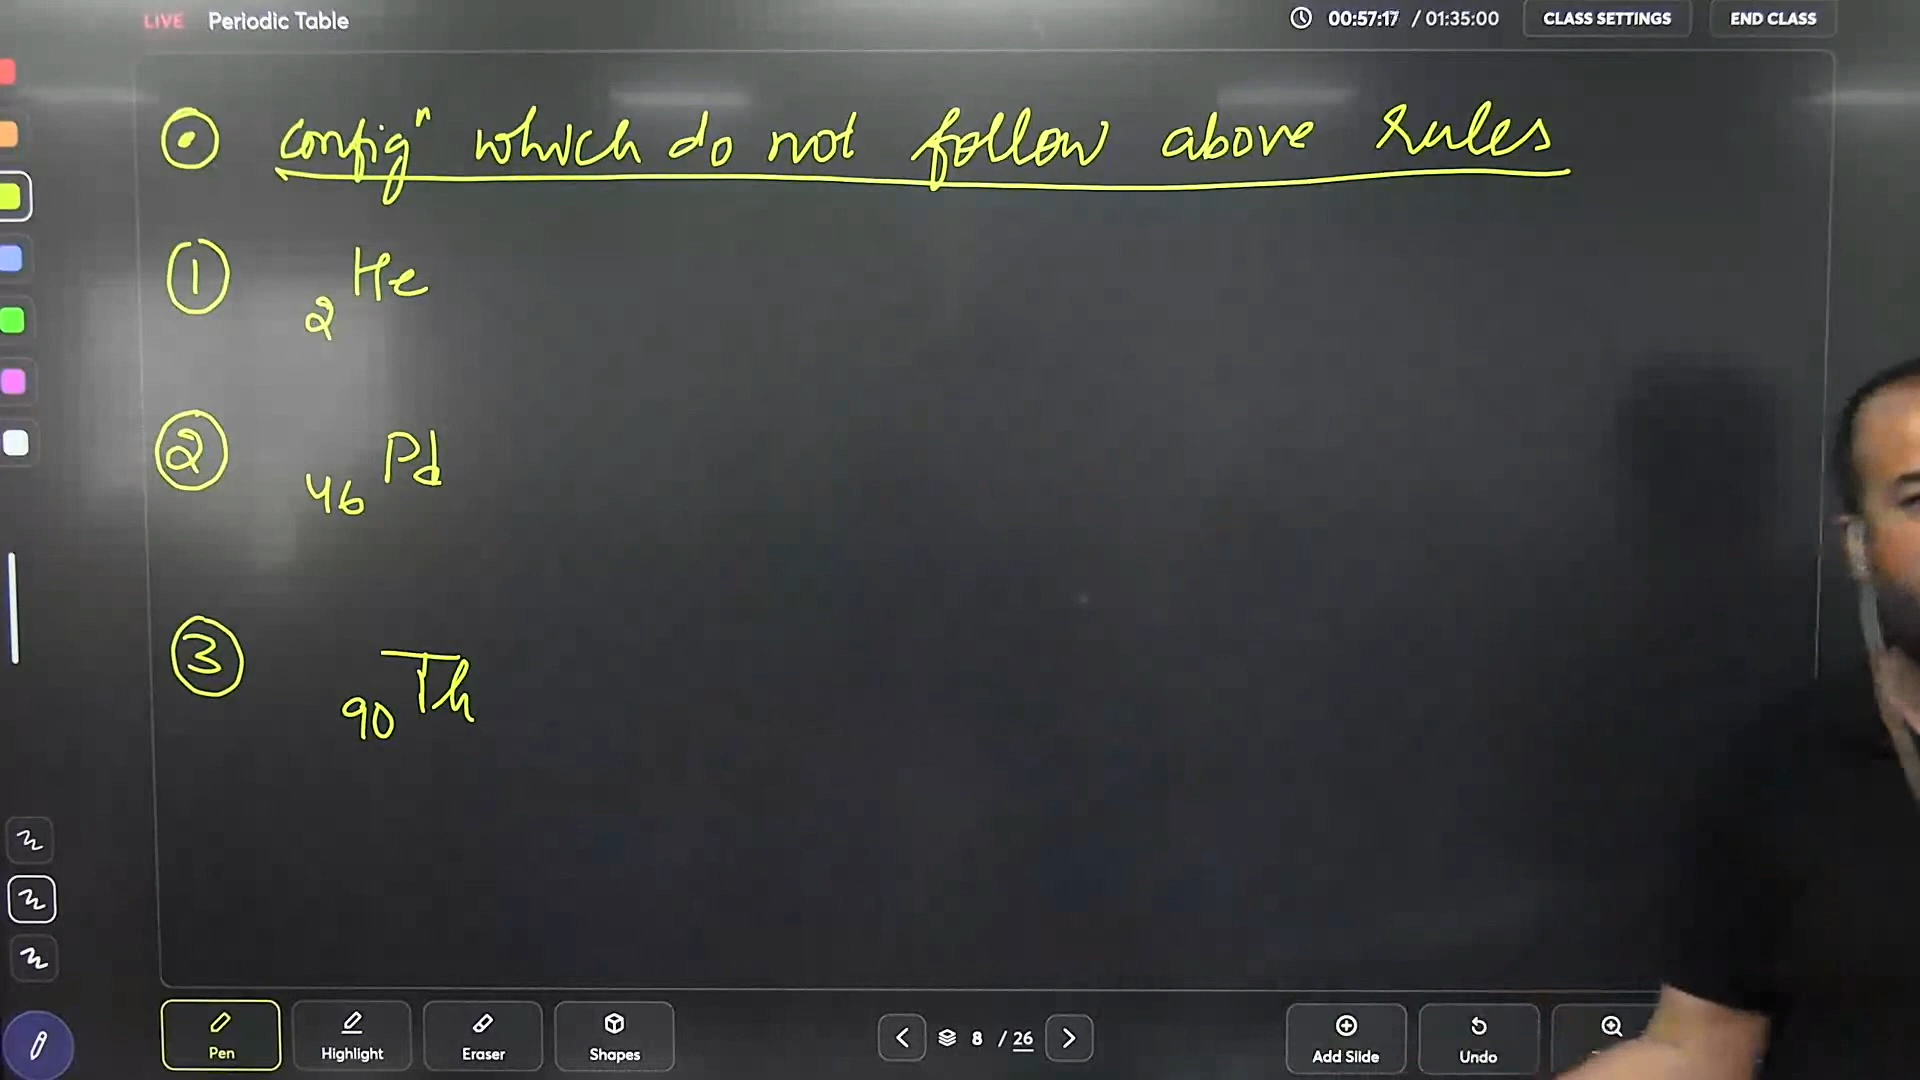 LIVE Periodic Table 00:57:17 / 01:35:00 CLASS SETTINGS END CLASS
configⁿ which do not follow above rules
① ₂He
② ₄₆Pd
③ ₉₀Th
Pen Highlight Eraser Shapes 8 / 26 Add Slide Undo